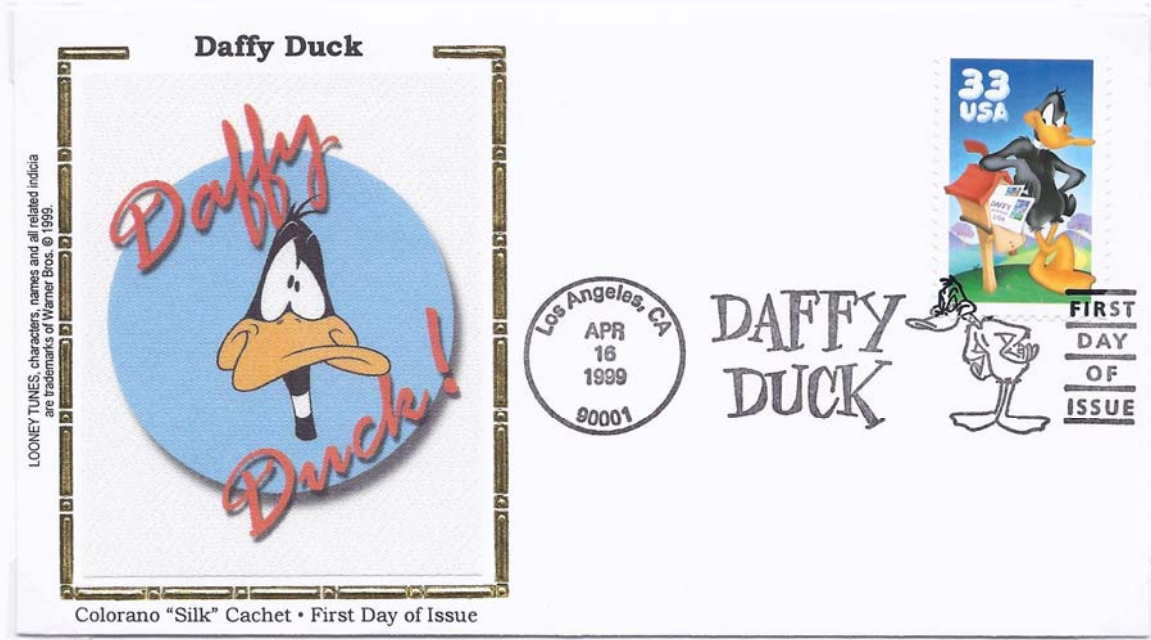 Daffy Duck
LOONEY TUNES, characters, names and all related indicia
are trademarks of Warner Bros. © 1999.
Daffy
Duck!
Colorano "Silk" Cachet • First Day of Issue
33
USA
DAFFY
USA
Los Angeles, CA
APR
16
1999
90001
DAFFY
DUCK
FIRST
DAY
OF
ISSUE